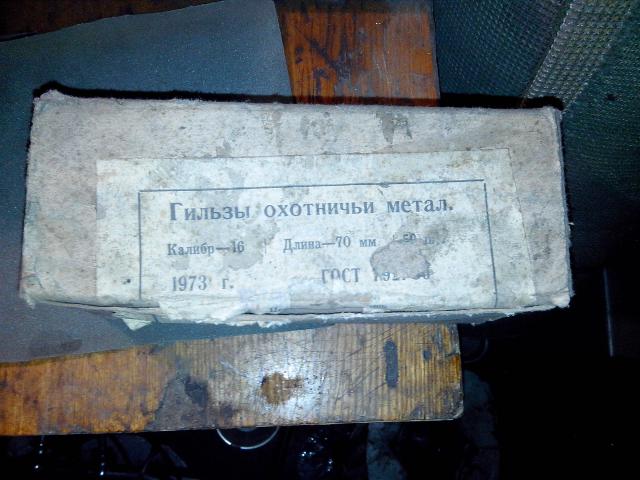 Гильзы охотничьи метал.
Калибр—16 Длина—70 мм
1973 г. ГОСТ